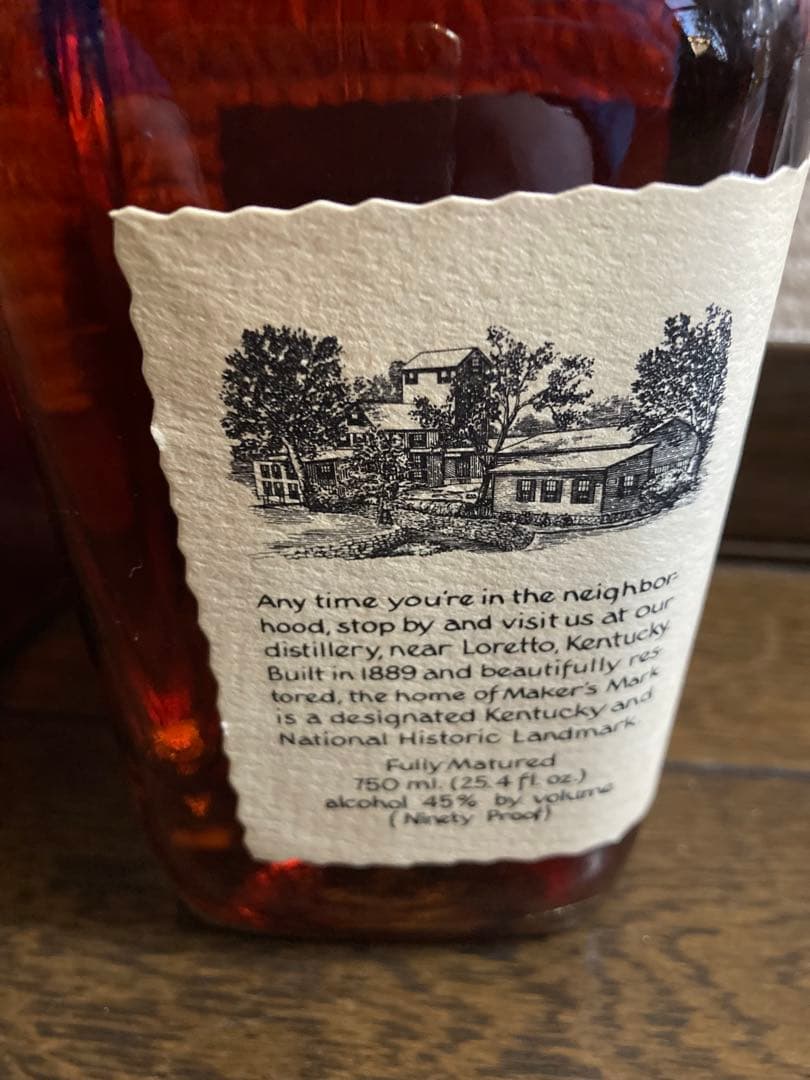 Any time you're in the neighbor-
hood, stop by and visit us at our
distillery, near Loretto, Kentucky.
Built in 1889 and beautifully res-
tored, the home of Maker's Mark
is a designated Kentucky and
National Historic Landmark.
Fully Matured
750 ml. (25.4 fl. oz.)
alcohol 45% by volume
(Ninety Proof)